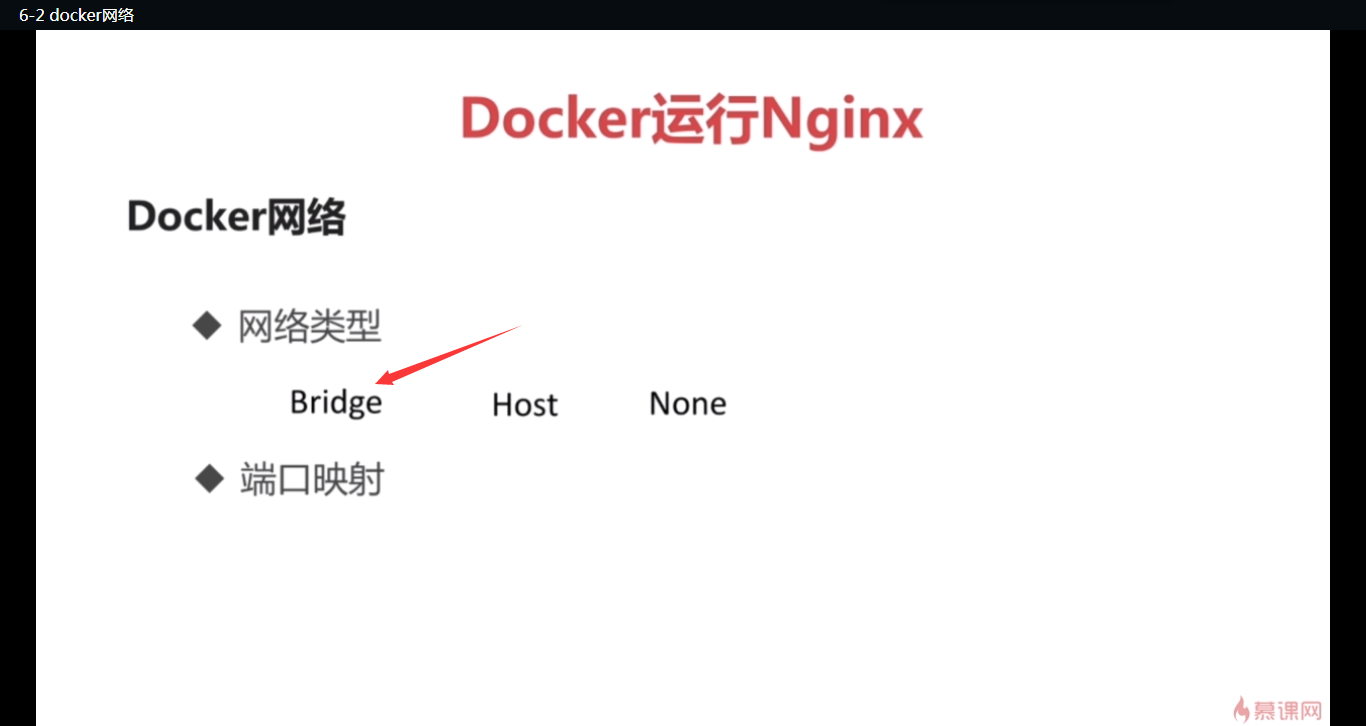 6-2 docker网络
Docker运行Nginx
Docker网络
◆ 网络类型
Bridge Host None
◆ 端口映射
慕课网